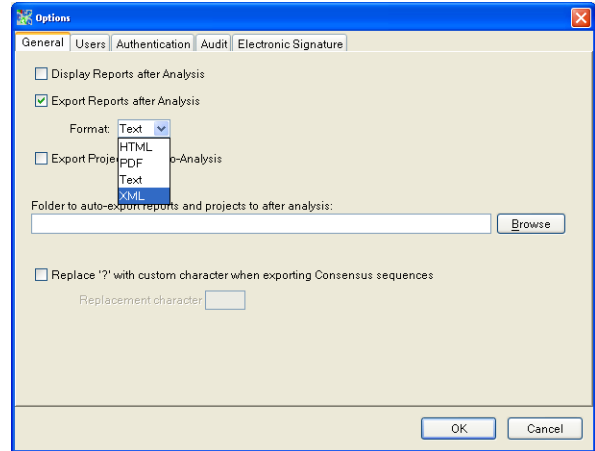 Options
General Users Authentication Audit Electronic Signature
Display Reports after Analysis
Export Reports after Analysis
Format: Text
HTML
PDF
Text
XML
Export Proje o-Analysis
Folder to auto-export reports and projects to after analysis:
Browse
Replace '?' with custom character when exporting Consensus sequences
Replacement character
OK Cancel